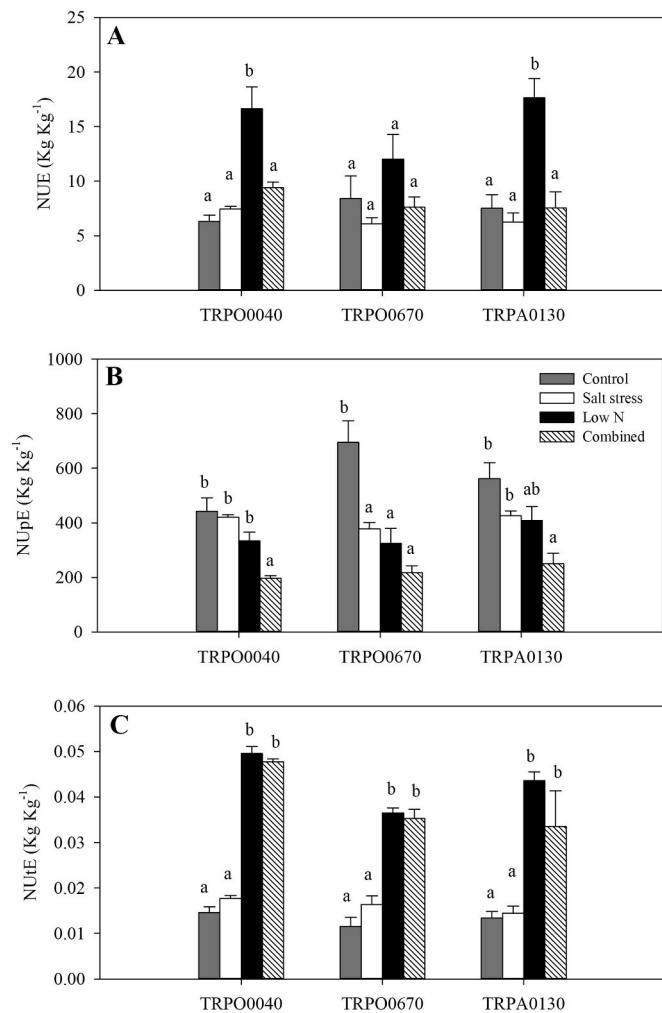 A
NUE (Kg Kg⁻¹)
25
20
15
10
5
0
a a b a
a a a a
a a b a
TRPO0040 TRPO0670 TRPA0130
B
NUpE (Kg Kg⁻¹)
1000
800
600
400
200
0
Control
Salt stress
Low N
Combined
b b b a
b a a a
b b ab a
TRPO0040 TRPO0670 TRPA0130
C
NUtE (Kg Kg⁻¹)
0.06
0.05
0.04
0.03
0.02
0.01
0.00
a a b b
a a b b
a a b b
TRPO0040 TRPO0670 TRPA0130